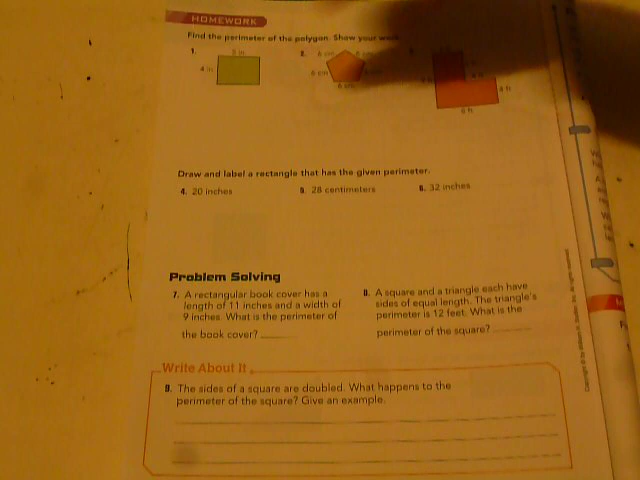 HOMEWORK
Find the perimeter of the polygon. Show your work.
1. 5 in.
4 in.
2. 6 cm
6 cm
6 cm
4 ft
6 ft
Draw and label a rectangle that has the given perimeter.
4. 20 inches 5. 28 centimeters 6. 32 inches
Problem Solving
7. A rectangular book cover has a
length of 11 inches and a width of
9 inches. What is the perimeter of
the book cover?
8. A square and a triangle each have
sides of equal length. The triangle's
perimeter is 12 feet. What is the
perimeter of the square?
Write About It
9. The sides of a square are doubled. What happens to the
perimeter of the square? Give an example.